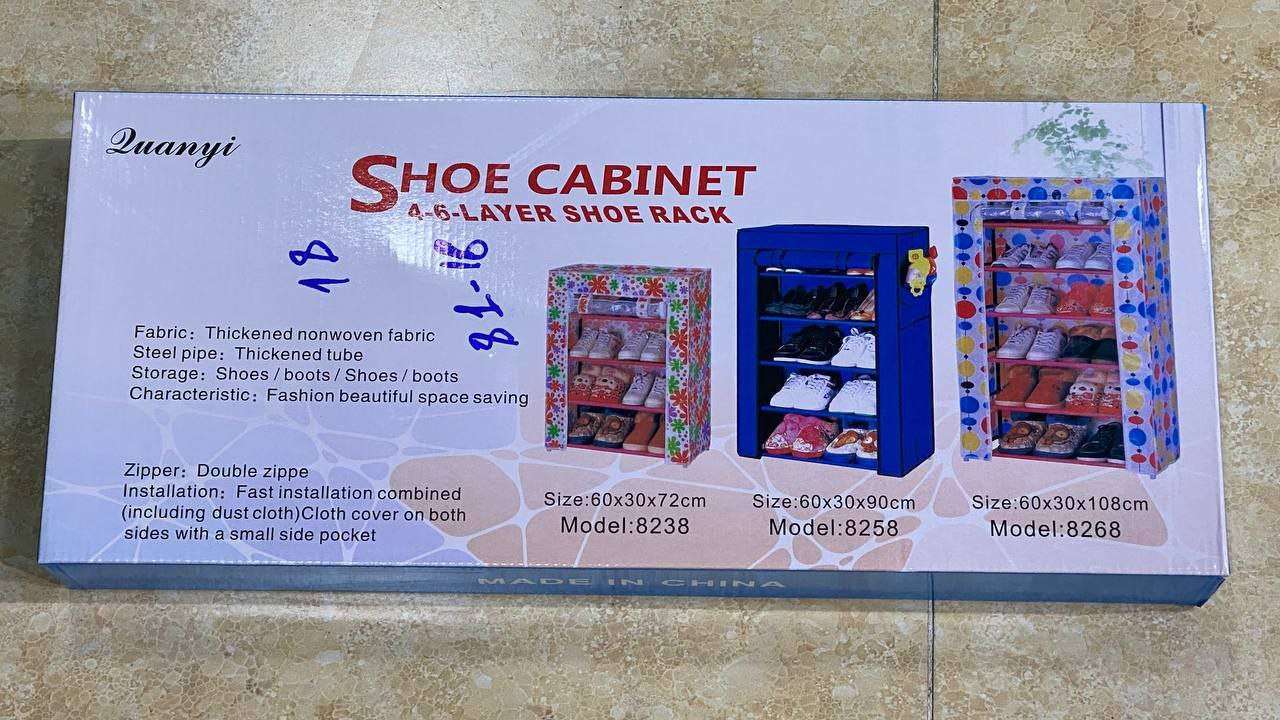 Quanyi
SHOE CABINET
4-6-LAYER SHOE RACK
18
81-18
Fabric: Thickened nonwoven fabric
Steel pipe: Thickened tube
Storage: Shoes / boots / Shoes / boots
Characteristic: Fashion beautiful space saving
Zipper: Double zippe
Installation: Fast installation combined
(including dust cloth)Cloth cover on both
sides with a small side pocket
Size:60x30x72cm
Model:8238
Size:60x30x90cm
Model:8258
Size:60x30x108cm
Model:8268
MADE IN CHINA